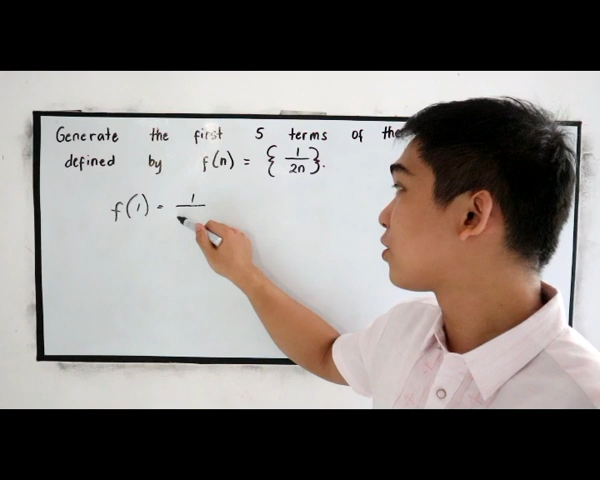 Generate the first 5 terms of the
defined by f(n) = { 1/2n }.
f(1) = 1